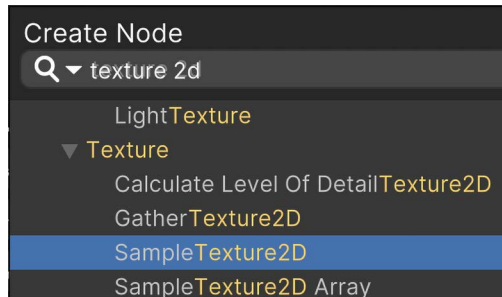 Create Node
texture 2d
LightTexture
Texture
Calculate Level Of DetailTexture2D
GatherTexture2D
SampleTexture2D
SampleTexture2D Array